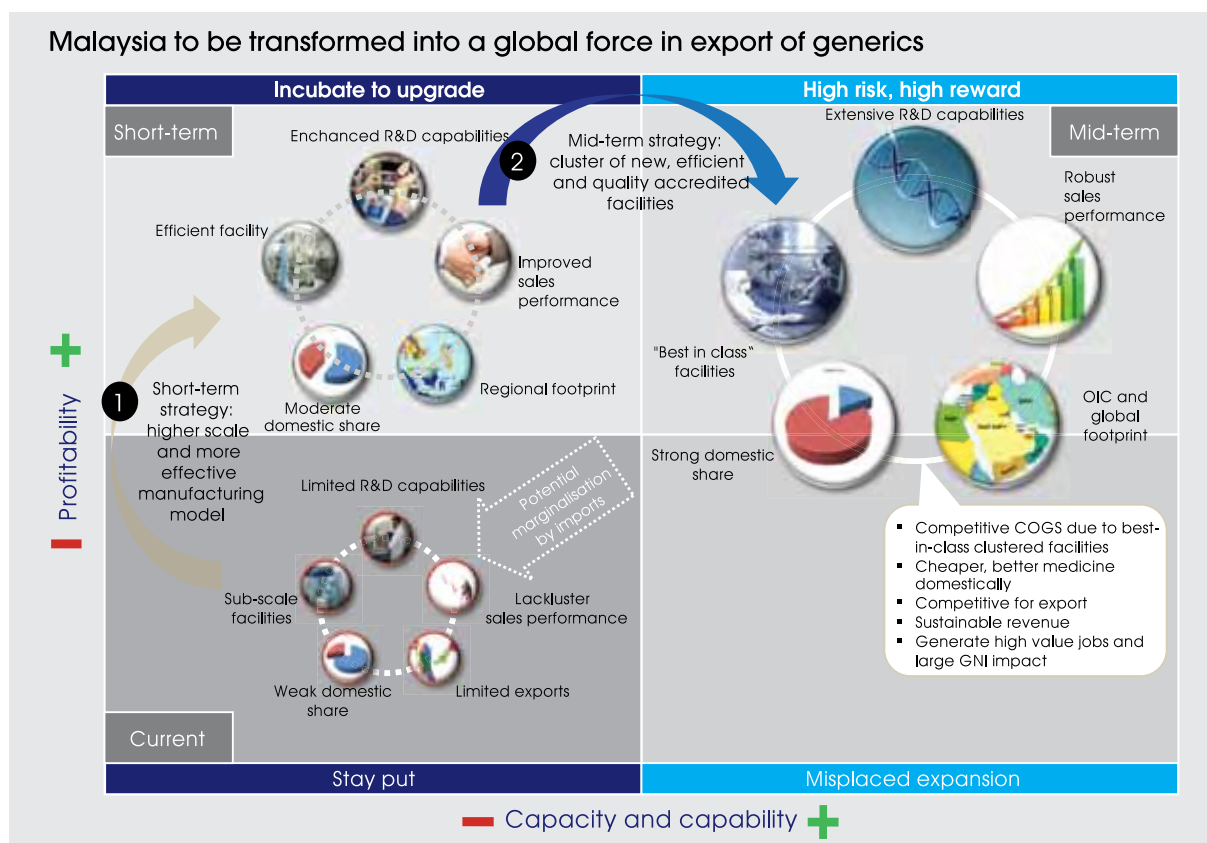 Malaysia to be transformed into a global force in export of generics
Incubate to upgrade
High risk, high reward
Short-term
Enchanced R&D capabilities
Efficient facility
Improved
sales
performance
Moderate
domestic share
Regional footprint
2
Mid-term strategy:
cluster of new, efficient
and quality accredited
facilities
Extensive R&D capabilities
Mid-term
Robust
sales
performance
"Best in class"
facilities
OIC and
global
footprint
Strong domestic
share
1
Short-term
strategy:
higher scale
and more
effective
manufacturing
model
Profitability
Limited R&D capabilities
Potential
marginalisation
by imports
Sub-scale
facilities
Lackluster
sales performance
Weak domestic
share
Limited exports
Current
▪ Competitive COGS due to best-
in-class clustered facilities
▪ Cheaper, better medicine
domestically
▪ Competitive for export
▪ Sustainable revenue
▪ Generate high value jobs and
large GNI impact
Stay put
Misplaced expansion
Capacity and capability